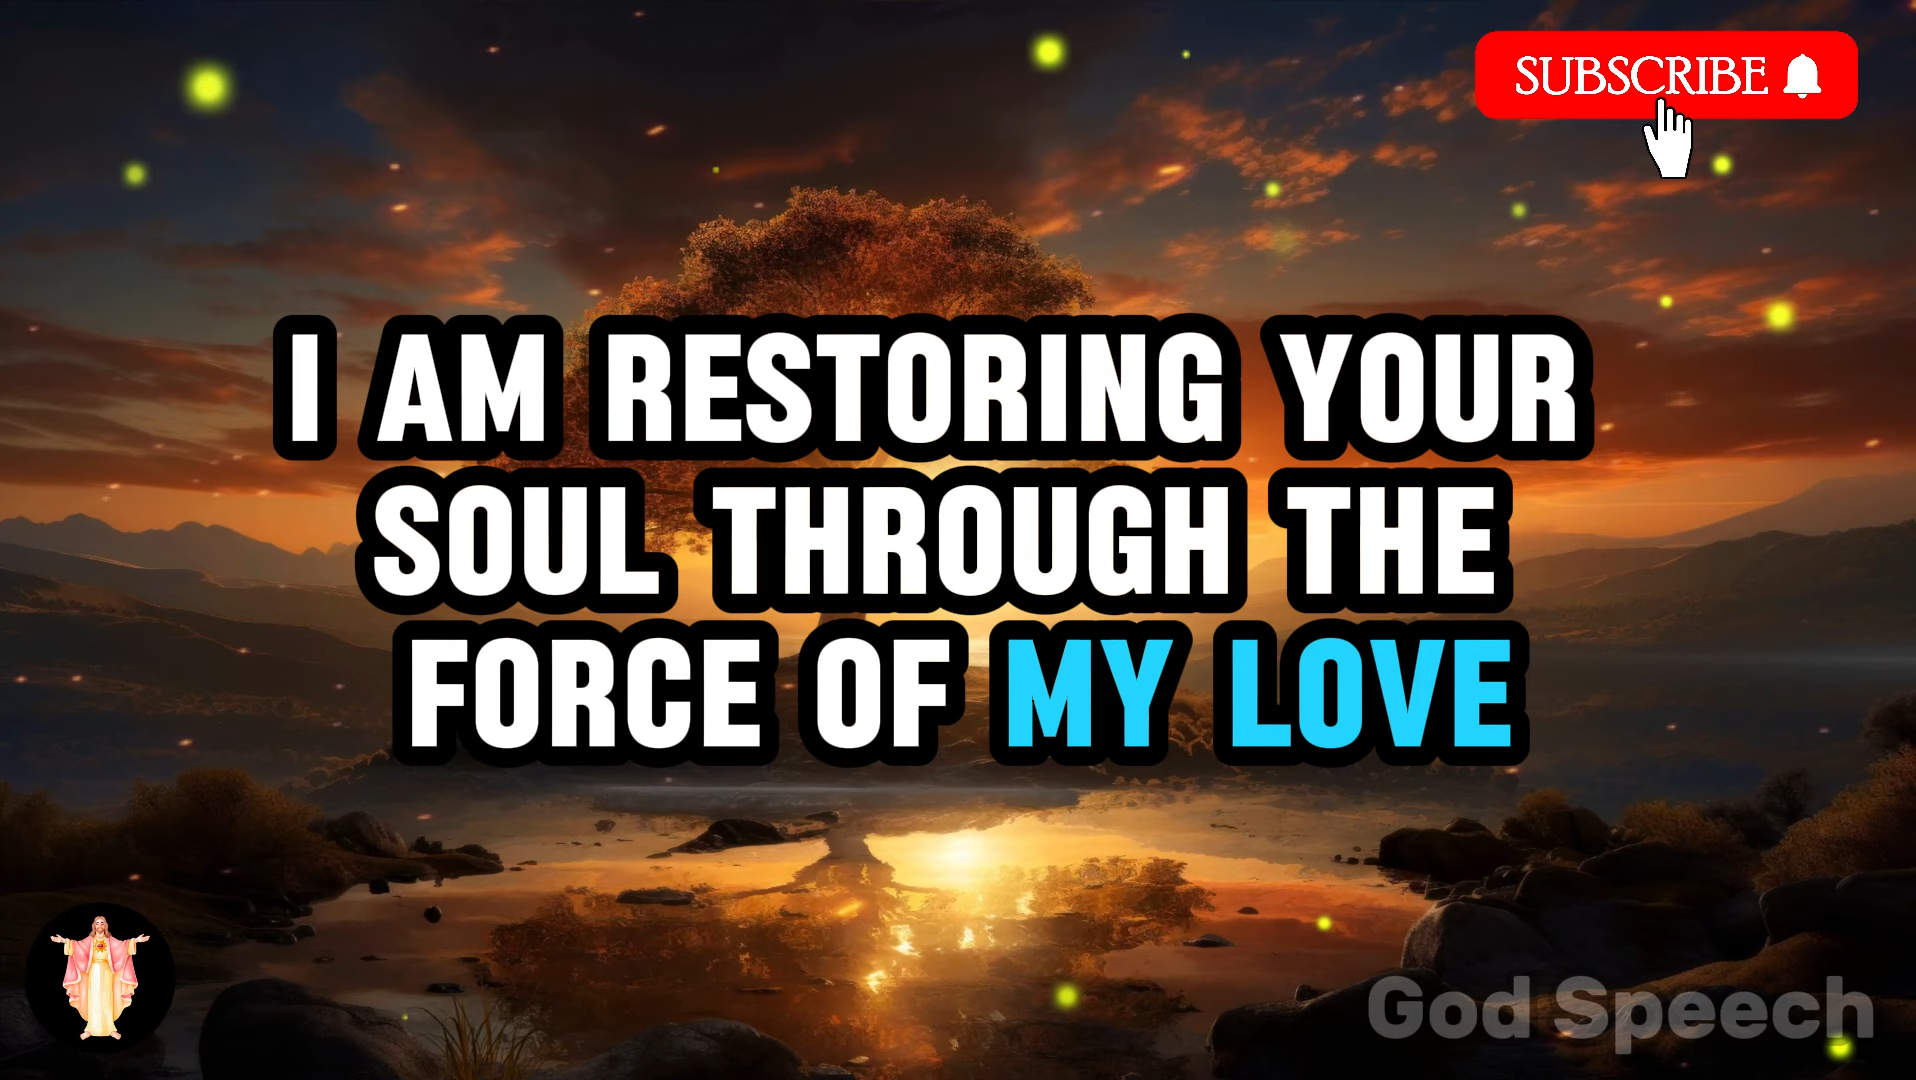 SUBSCRIBE
I AM RESTORING YOUR
SOUL THROUGH THE
FORCE OF MY LOVE
God Speech